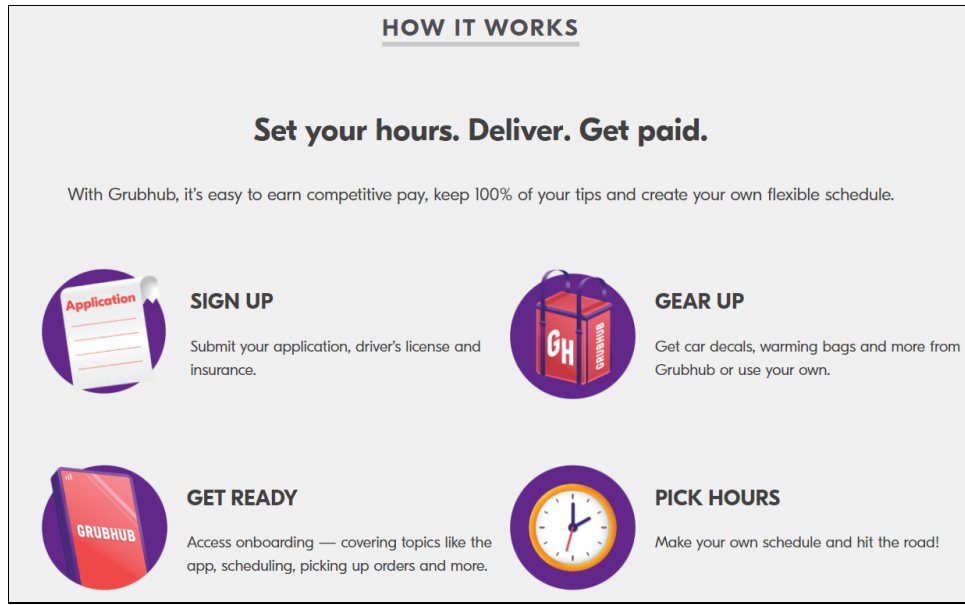 HOW IT WORKS
Set your hours. Deliver. Get paid.
With Grubhub, it's easy to earn competitive pay, keep 100% of your tips and create your own flexible schedule.
Application
SIGN UP
Submit your application, driver's license and
insurance.
GH
GRUBHUB
GEAR UP
Get car decals, warming bags and more from
Grubhub or use your own.
GRUBHUB
GET READY
Access onboarding — covering topics like the
app, scheduling, picking up orders and more.
PICK HOURS
Make your own schedule and hit the road!